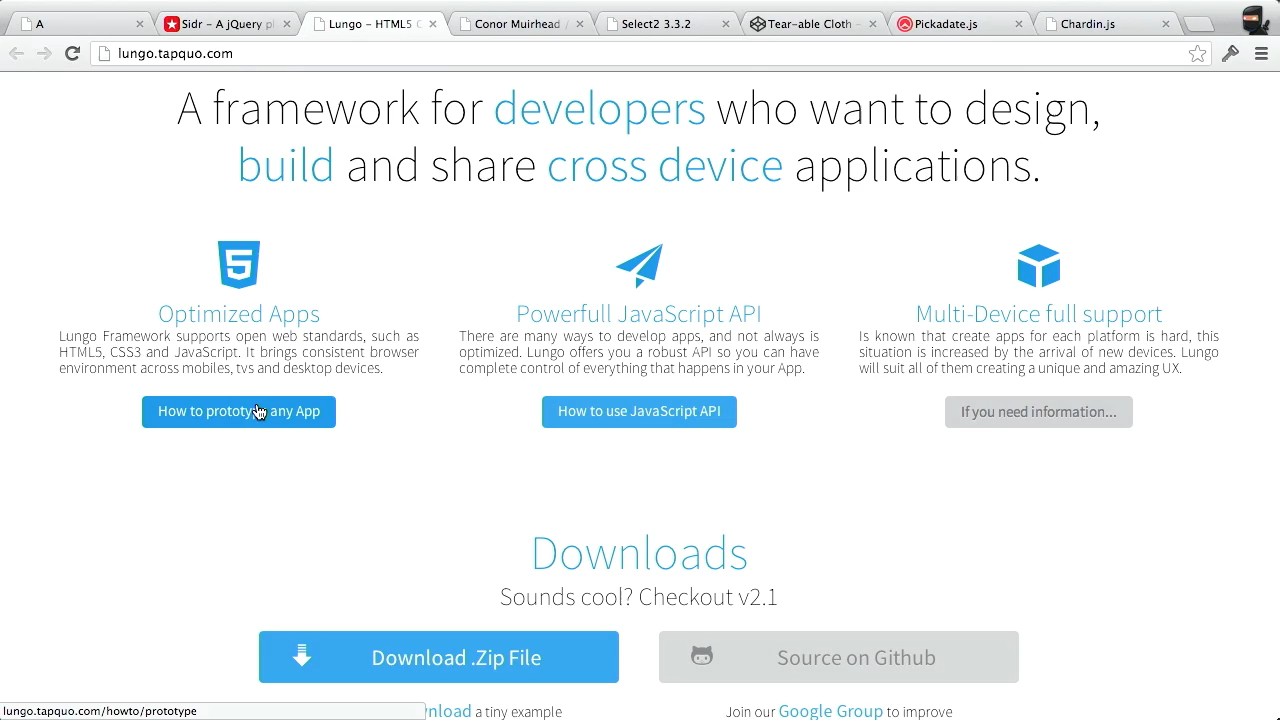 A
Sidr - A jQuery pl
Lungo – HTML5 C
Conor Muirhead /
Select2 3.3.2
Tear-able Cloth -
Pickadate.js
Chardin.js
lungo.tapquo.com
A framework for developers who want to design,
build and share cross device applications.
5
Optimized Apps
Lungo Framework supports open web standards, such as
HTML5, CSS3 and JavaScript. It brings consistent browser
environment across mobiles, tvs and desktop devices.
How to prototype any App
Powerfull JavaScript API
There are many ways to develop apps, and not always is
optimized. Lungo offers you a robust API so you can have
complete control of everything that happens in your App.
How to use JavaScript API
Multi-Device full support
Is known that create apps for each platform is hard, this
situation is increased by the arrival of new devices. Lungo
will suit all of them creating a unique and amazing UX.
If you need information...
Downloads
Sounds cool? Checkout v2.1
Download .Zip File
Source on Github
a tiny example
Join our Google Group to improve
lungo.tapquo.com/howto/prototype